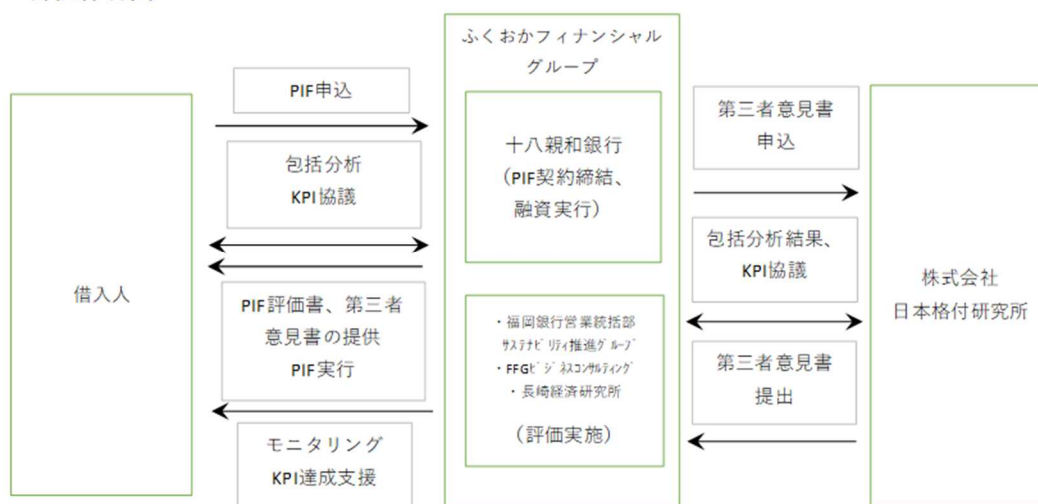 借入人
PIF申込
包括分析
KPI協議
PIF評価書、第三者
意見書の提供
PIF実行
モニタリング
KPI達成支援
ふくおかフィナンシャル
グループ
十八親和銀行
（PIF契約締結、
融資実行）
・福岡銀行営業統括部
ｻｽﾃﾅﾋﾞﾘﾃｨ推進ｸﾞﾙｰﾌﾟ
・FFGﾋﾞｼﾞﾈｽｺﾝｻﾙﾃｨﾝｸﾞ
・長崎経済研究所
（評価実施）
第三者意見書
申込
包括分析結果、
KPI協議
第三者意見書
提出
株式会社
日本格付研究所